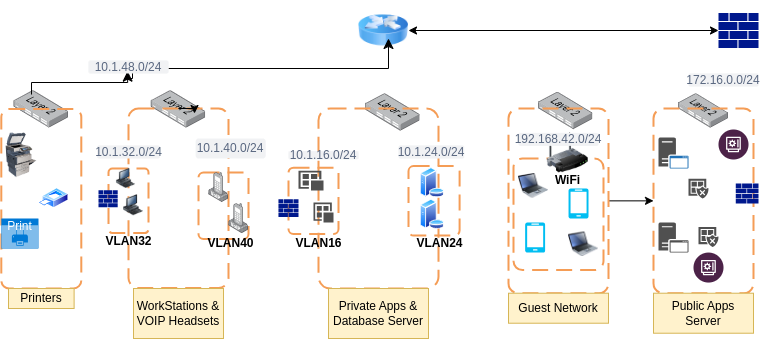 10.1.48.0/24
172.16.0.0/24
Layer 2
Layer 2
Layer 2
Layer 2
Layer 2
10.1.32.0/24
10.1.40.0/24
10.1.16.0/24
10.1.24.0/24
192.168.42.0/24
WiFi
Print
VLAN32
VLAN40
VLAN16
VLAN24
Printers
WorkStations &
VOIP Headsets
Private Apps &
Database Server
Guest Network
Public Apps
Server